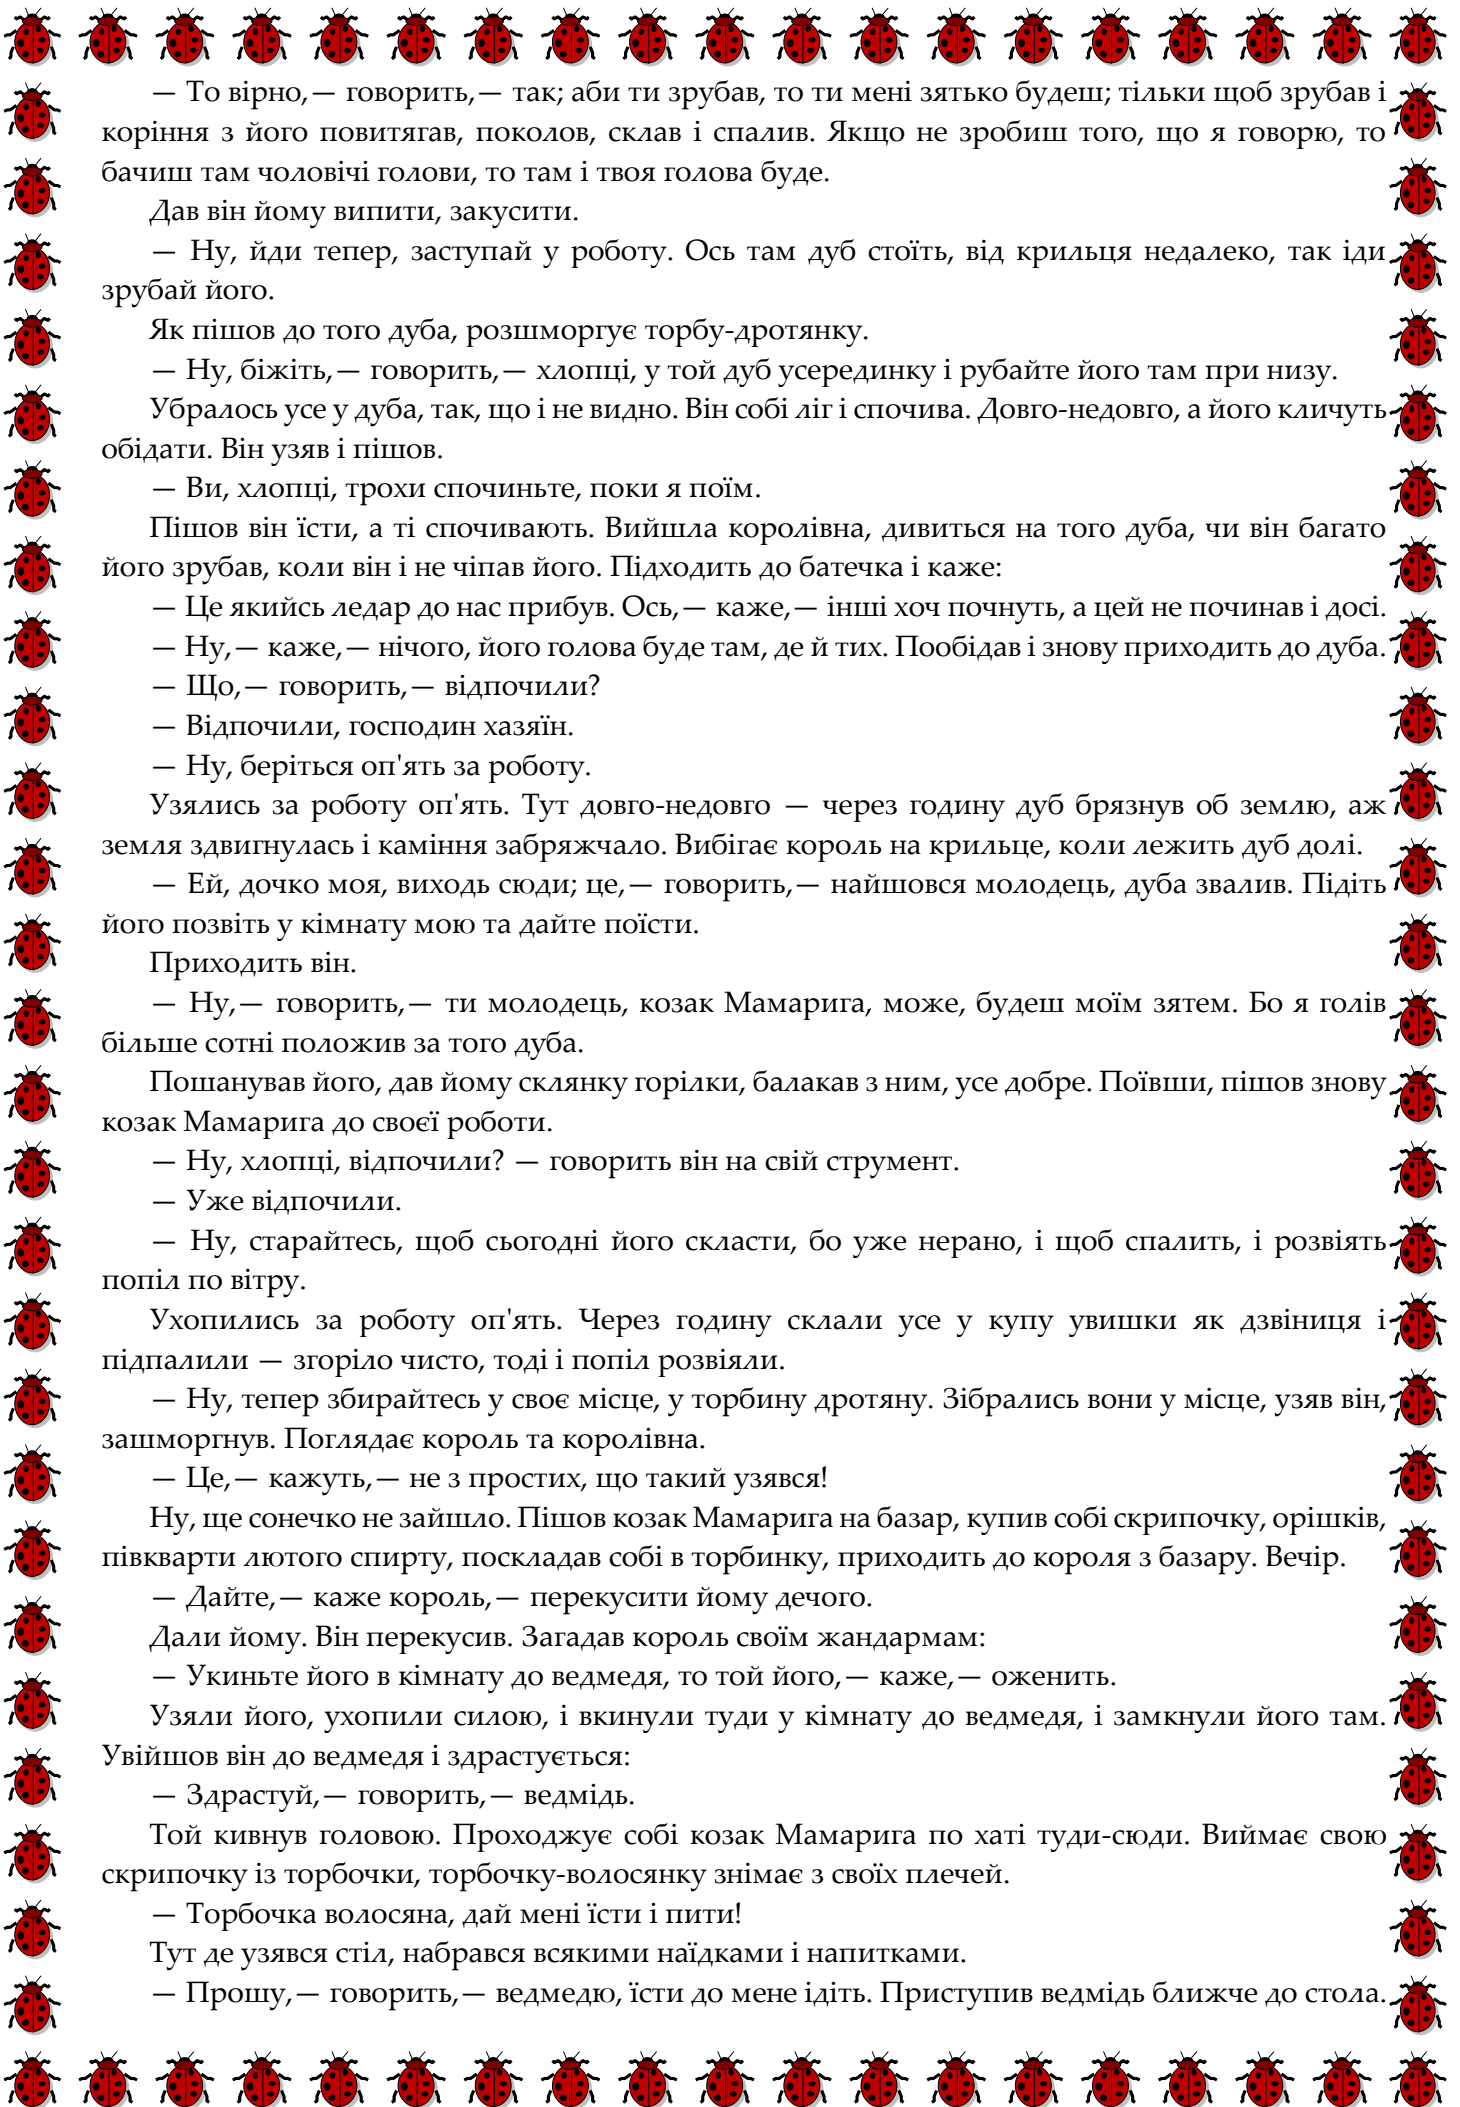 — То вірно,— говорить,— так; аби ти зрубав, то ти мені зятько будеш; тільки щоб зрубав і
коріння з його повитягав, поколов, склав і спалив. Якщо не зробиш того, що я говорю, то
бачиш там чоловічі голови, то там і твоя голова буде.
Дав він йому випити, закусити.
— Ну, йди тепер, заступай у роботу. Ось там дуб стоїть, від крильця недалеко, так іди
зрубай його.
Як пішов до того дуба, розшморгує торбу-дротянку.
— Ну, біжіть,— говорить,— хлопці, у той дуб усерединку і рубайте його там при низу.
Убралось усе у дуба, так, що і не видно. Він собі ліг і спочива. Довго-недовго, а його кличуть
обідати. Він узяв і пішов.
— Ви, хлопці, трохи спочиньте, поки я поїм.
Пішов він їсти, а ті спочивають. Вийшла королівна, дивиться на того дуба, чи він багато
його зрубав, коли він і не чіпав його. Підходить до батечка і каже:
— Це якийсь ледар до нас прибув. Ось,— каже,— інші хоч почнуть, а цей не починав і досі.
— Ну,— каже,— нічого, його голова буде там, де й тих. Пообідав і знову приходить до дуба.
— Що,— говорить,— відпочили?
— Відпочили, господин хазяїн.
— Ну, беріться оп'ять за роботу.
Узялись за роботу оп'ять. Тут довго-недовго — через годину дуб брязнув об землю, аж
земля здвигнулась і каміння забряжчало. Вибігає король на крильце, коли лежить дуб долі.
— Ей, дочко моя, виходь сюди; це,— говорить,— найшовся молодець, дуба звалив. Підіть
його позвіть у кімнату мою та дайте поїсти.
Приходить він.
— Ну,— говорить,— ти молодець, козак Мамарига, може, будеш моїм зятем. Бо я голів
більше сотні положив за того дуба.
Пошанував його, дав йому склянку горілки, балакав з ним, усе добре. Поївши, пішов знову
козак Мамарига до своєї роботи.
— Ну, хлопці, відпочили? — говорить він на свій струмент.
— Уже відпочили.
— Ну, старайтесь, щоб сьогодні його скласти, бо уже нерано, і щоб спалить, і розвіять
попіл по вітру.
Ухопились за роботу оп'ять. Через годину склали усе у купу увишки як дзвіниця і
підпалили — згоріло чисто, тоді і попіл розвіяли.
— Ну, тепер збирайтесь у своє місце, у торбину дротяну. Зібрались вони у місце, узяв він,
зашморгнув. Поглядає король та королівна.
— Це,— кажуть,— не з простих, що такий узявся!
Ну, ще сонечко не зайшло. Пішов козак Мамарига на базар, купив собі скрипочку, орішків,
півкварти лютого спирту, поскладав собі в торбинку, приходить до короля з базару. Вечір.
— Дайте,— каже король,— перекусити йому дечого.
Дали йому. Він перекусив. Загадав король своїм жандармам:
— Укиньте його в кімнату до ведмедя, то той його,— каже,— оженить.
Узяли його, ухопили силою, і вкинули туди у кімнату до ведмедя, і замкнули його там.
Увійшов він до ведмедя і здрастується:
— Здрастуй,— говорить,— ведмідь.
Той кивнув головою. Проходжує собі козак Мамарига по хаті туди-сюди. Виймає свою
скрипочку із торбочки, торбочку-волосянку знімає з своїх плечей.
— Торбочка волосяна, дай мені їсти і пити!
Тут де узявся стіл, набрався всякими наїдками і напитками.
— Прошу,— говорить,— ведмедю, їсти до мене ідіть. Приступив ведмідь ближче до стола.